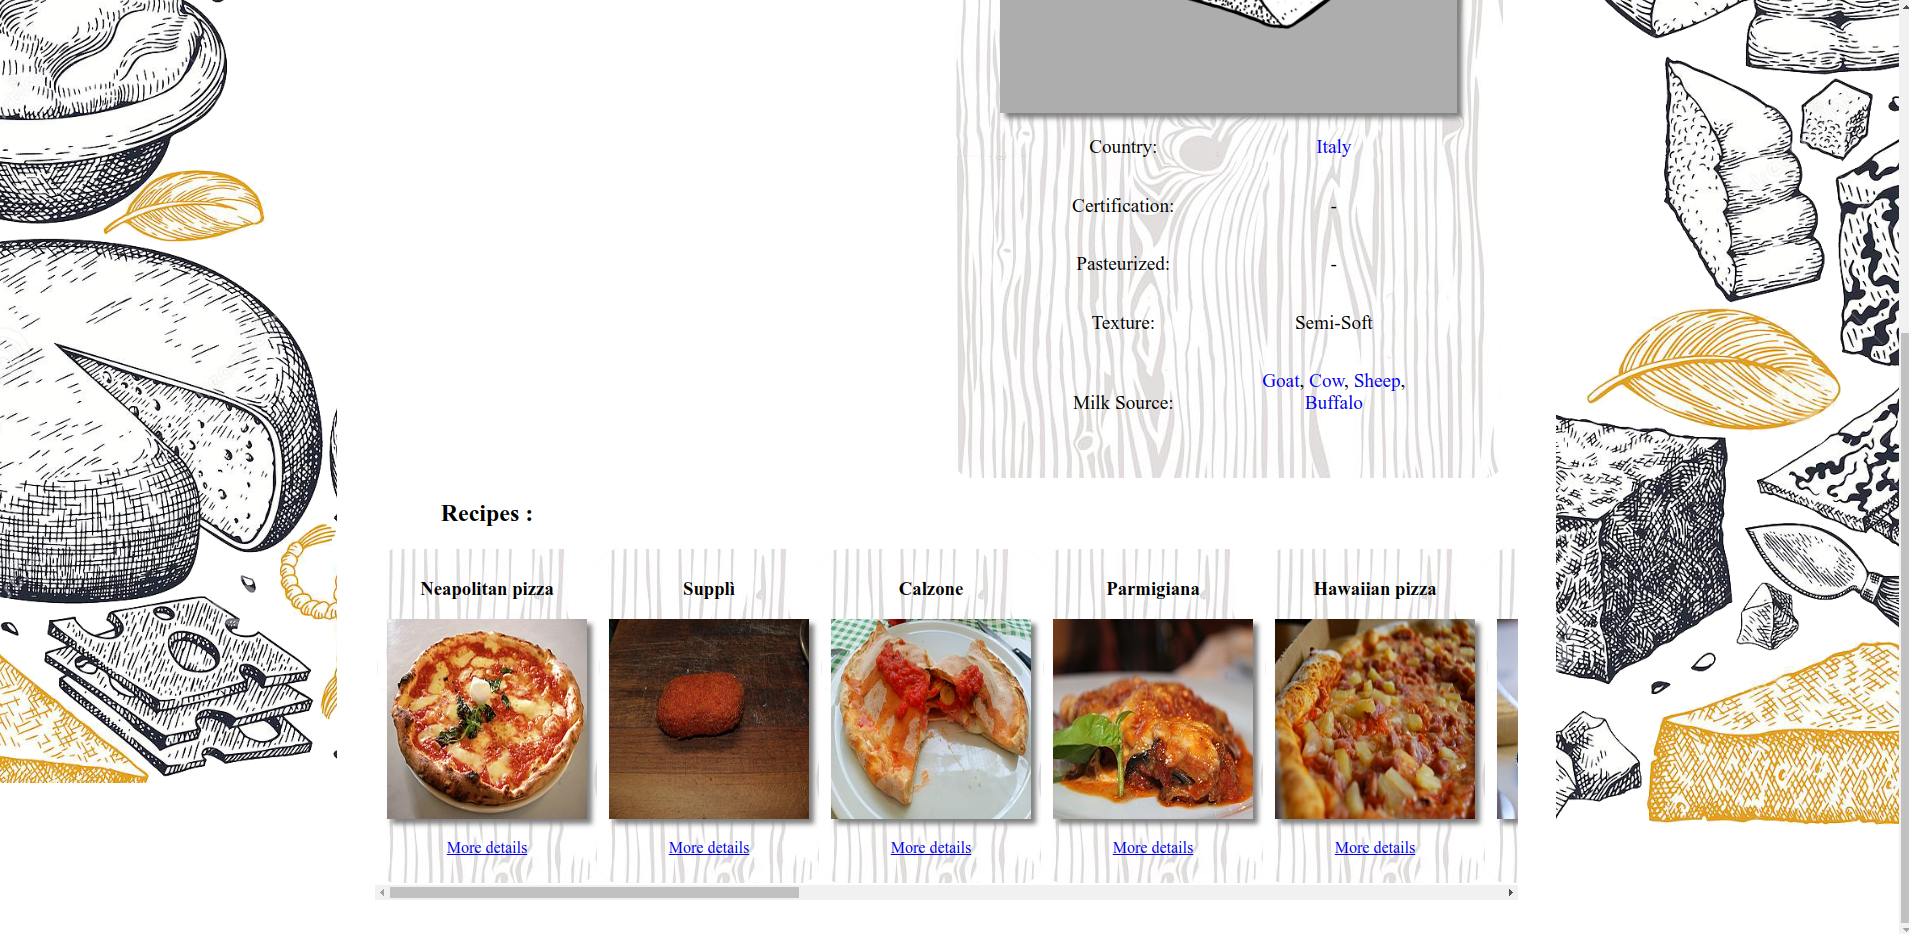 Country: Italy
Certification: -
Pasteurized: -
Texture: Semi-Soft
Goat, Cow, Sheep,
Milk Source: Buffalo
Recipes :
Neapolitan pizza
Supplì
Calzone
Parmigiana
Hawaiian pizza
More details
More details
More details
More details
More details